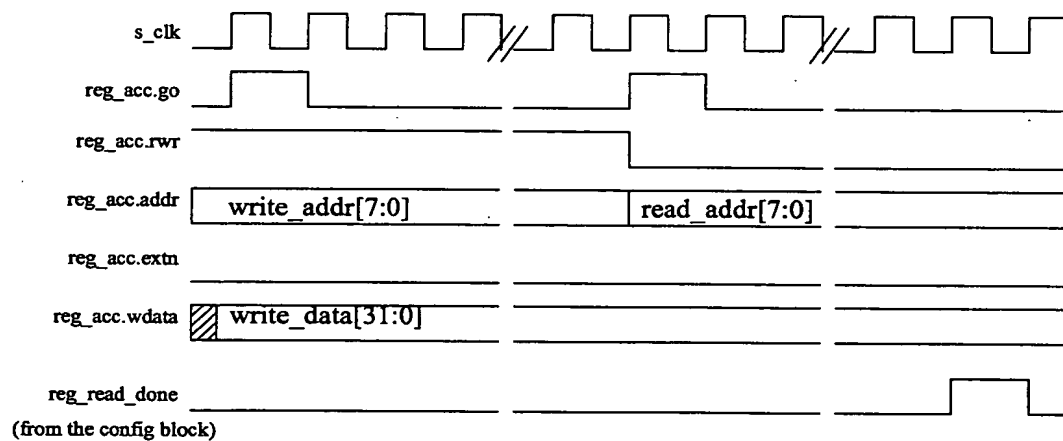 s_clk
reg_acc.go
reg_acc.rwr
reg_acc.addr write_addr[7:0] read_addr[7:0]
reg_acc.extn
reg_acc.wdata write_data[31:0]
reg_read_done
(from the config block)